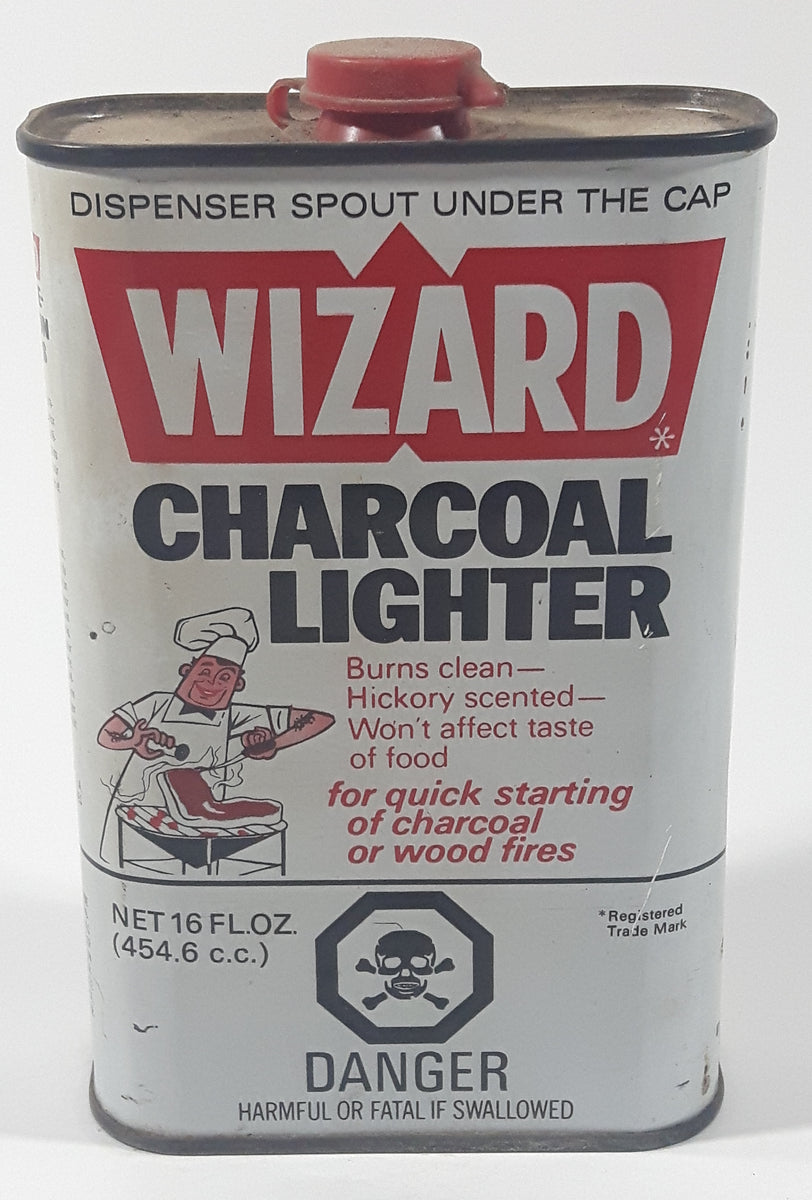 DISPENSER SPOUT UNDER THE CAP
WIZARD*
CHARCOAL
LIGHTER
Burns clean—
Hickory scented—
Won't affect taste
of food
for quick starting
of charcoal
or wood fires
NET 16 FL.OZ.
(454.6 c.c.)
*Registered
Trade Mark
DANGER
HARMFUL OR FATAL IF SWALLOWED